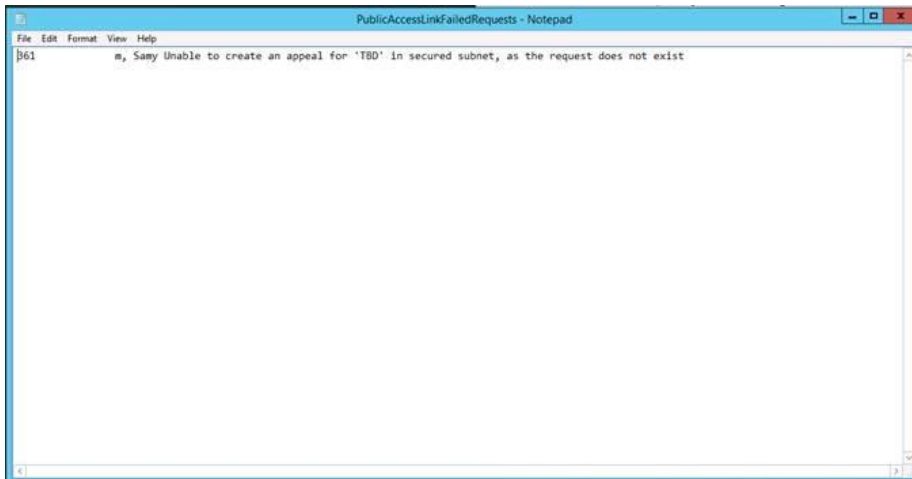 PublicAccessLinkFailedRequests - Notepad
File Edit Format View Help
361 m, Samy Unable to create an appeal for 'TBD' in secured subnet, as the request does not exist